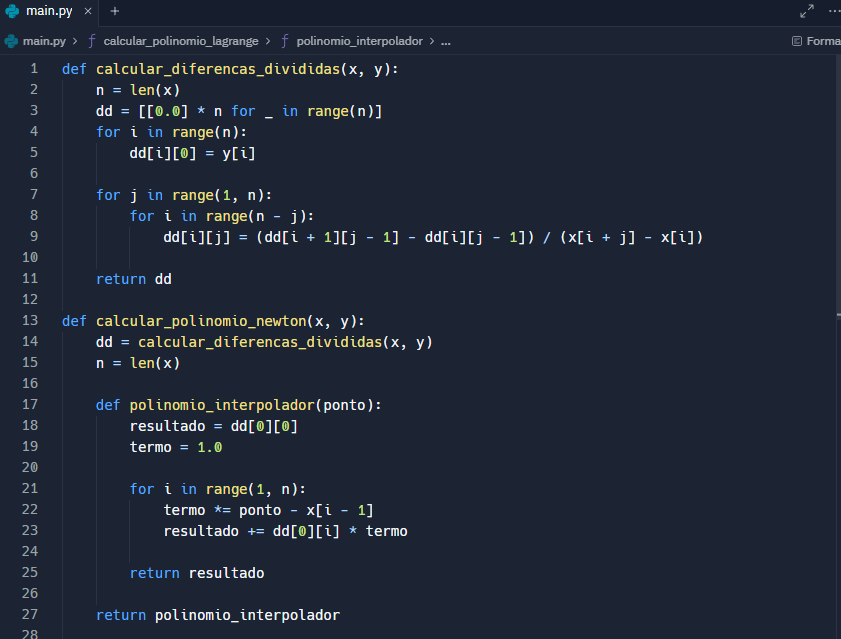 main.py × +
main.py > f calcular_polinomio_lagrange > f polinomio_interpolador > ...
Forma
1 def calcular_diferencas_divididas(x, y):
2     n = len(x)
3     dd = [[0.0] * n for _ in range(n)]
4     for i in range(n):
5         dd[i][0] = y[i]
6
7     for j in range(1, n):
8         for i in range(n - j):
9             dd[i][j] = (dd[i + 1][j - 1] - dd[i][j - 1]) / (x[i + j] - x[i])
10
11     return dd
12
13 def calcular_polinomio_newton(x, y):
14     dd = calcular_diferencas_divididas(x, y)
15     n = len(x)
16
17     def polinomio_interpolador(ponto):
18         resultado = dd[0][0]
19         termo = 1.0
20
21         for i in range(1, n):
22             termo *= ponto - x[i - 1]
23             resultado += dd[0][i] * termo
24
25         return resultado
26
27     return polinomio_interpolador
28